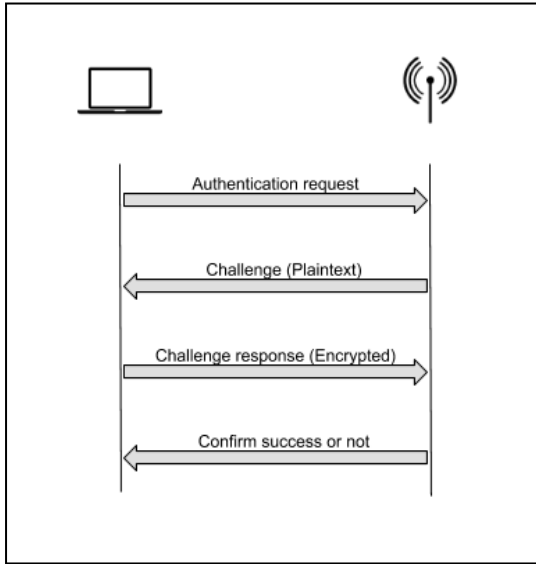 Authentication request
Challenge (Plaintext)
Challenge response (Encrypted)
Confirm success or not